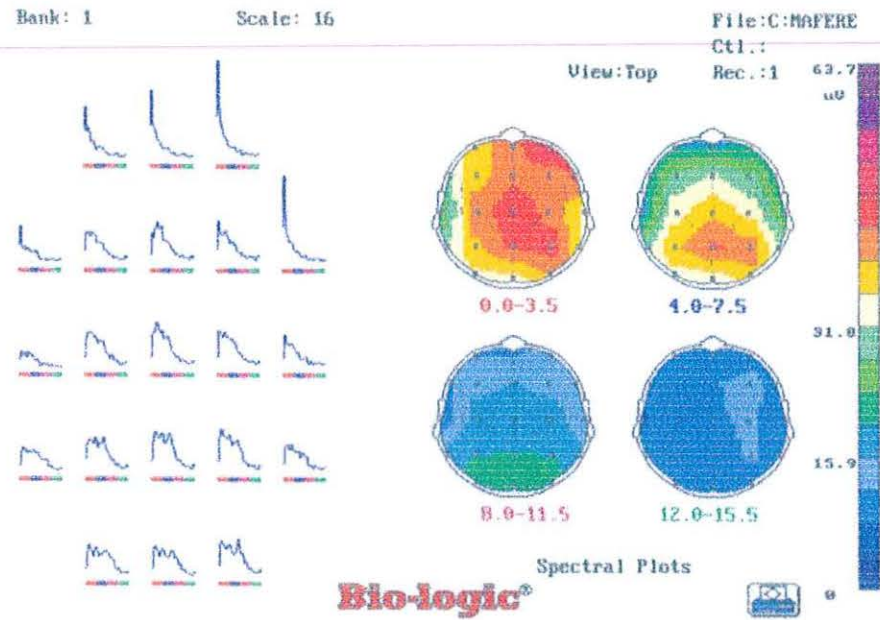 Bank: 1 Scale: 16 File:C:MAFERE
Ctl.:
View:Top Rec.:1 63.7
uV
0.0-3.5 4.0-7.5
31.8
15.9
8.0-11.5 12.0-15.5
Spectral Plots
Bio-logic® 0